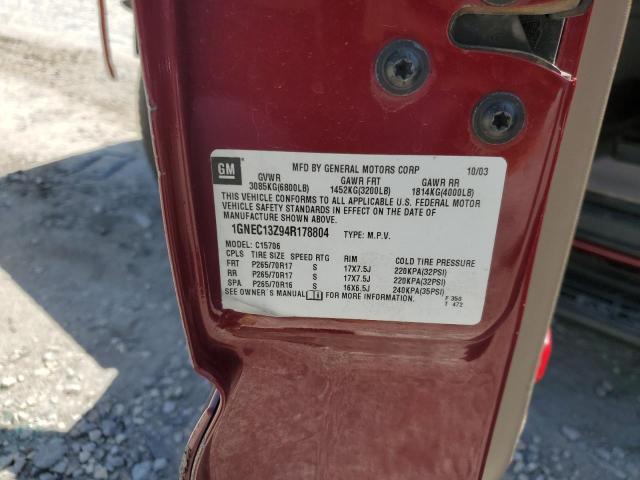 GM MFD BY GENERAL MOTORS CORP 10/03
GVWR GAWR FRT GAWR RR
3085KG(6800LB) 1452KG(3200LB) 1814KG(4000LB)
THIS VEHICLE CONFORMS TO ALL APPLICABLE U.S. FEDERAL MOTOR
VEHICLE SAFETY STANDARDS IN EFFECT ON THE DATE OF
MANUFACTURE SHOWN ABOVE.
1GNEC13Z94R178804 TYPE: M.P.V.
MODEL: C15706
CPLS TIRE SIZE SPEED RTG RIM COLD TIRE PRESSURE
FRT P265/70R17 S 17X7.5J 220KPA(32PSI)
RR P265/70R17 S 17X7.5J 220KPA(32PSI)
SPA P265/70R16 S 16X6.5J 240KPA(35PSI)
SEE OWNER'S MANUAL FOR MORE INFORMATION. F 350
T 472